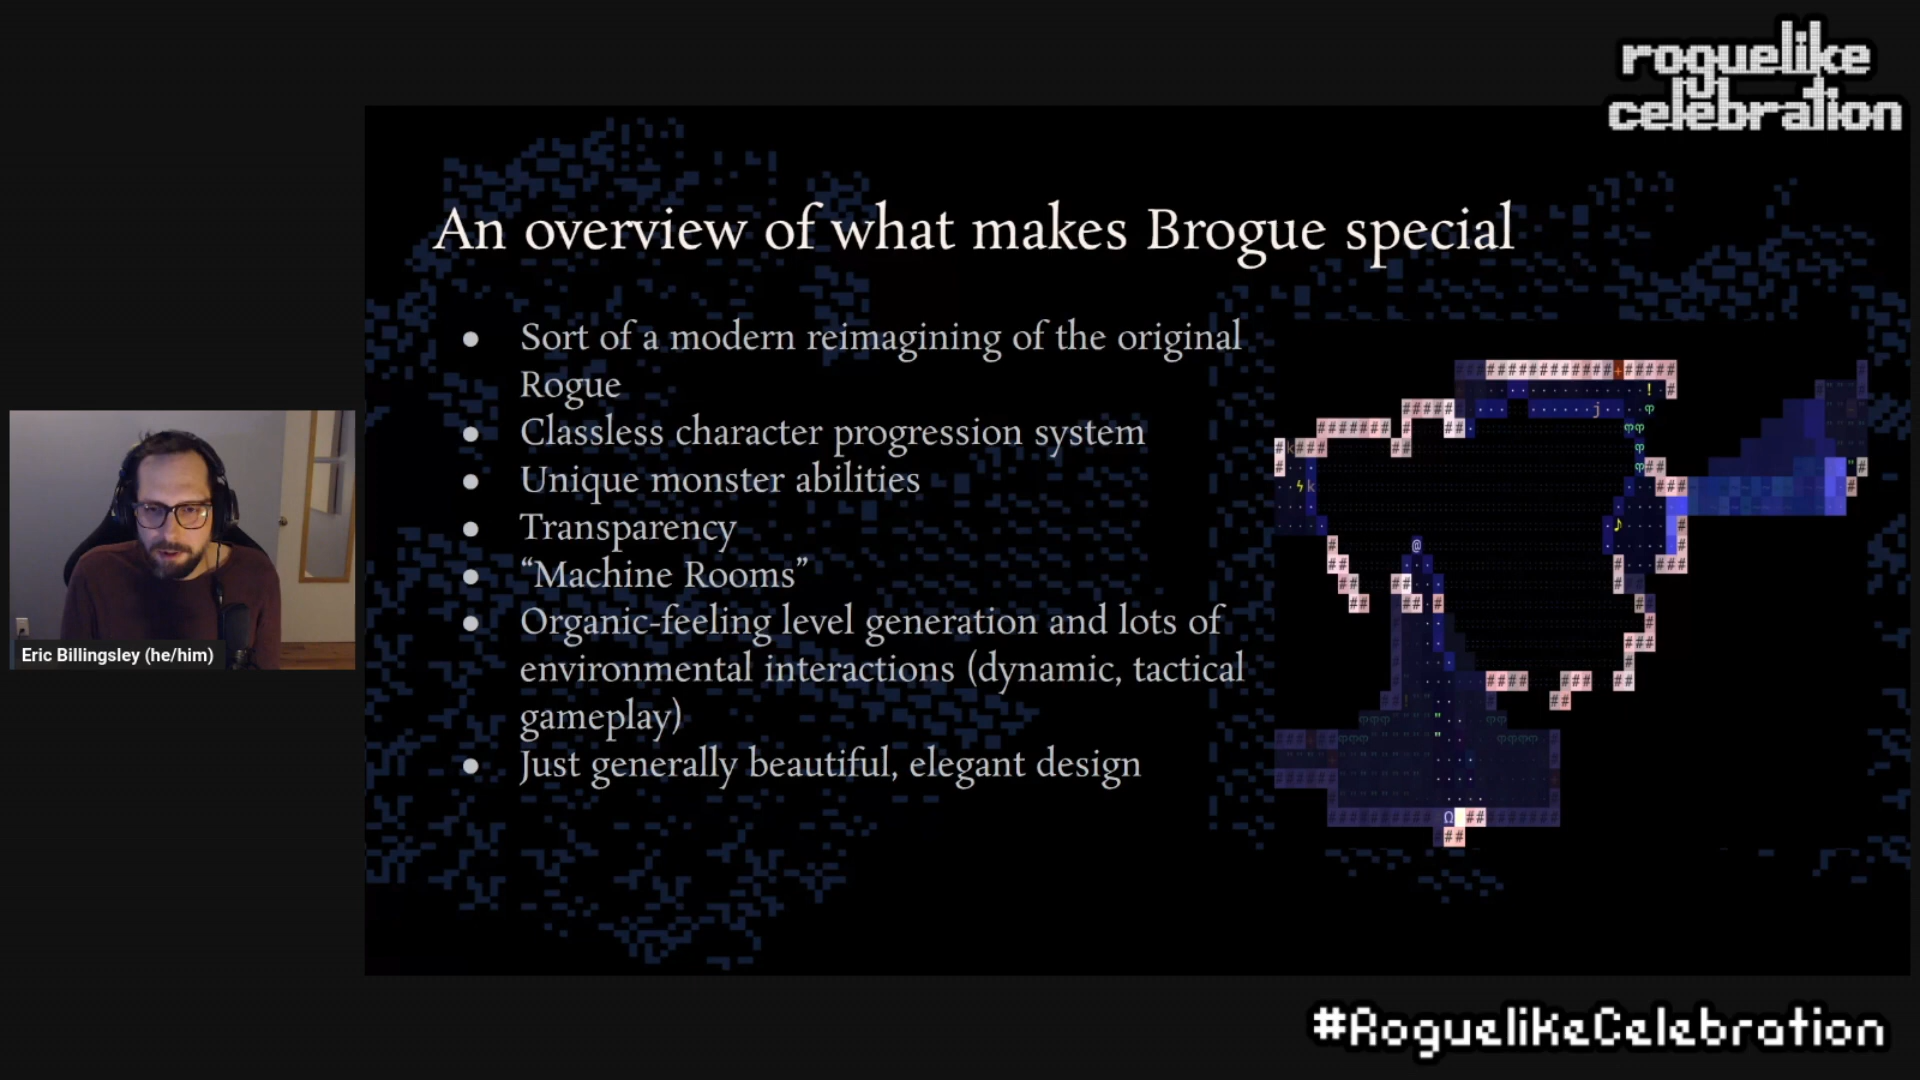 roguelike
celebration
An overview of what makes Brogue special
● Sort of a modern reimagining of the original
Rogue
● Classless character progression system
● Unique monster abilities
● Transparency
● “Machine Rooms”
● Organic-feeling level generation and lots of
environmental interactions (dynamic, tactical
gameplay)
● Just generally beautiful, elegant design
Eric Billingsley (he/him)
#RoguelikeCelebration